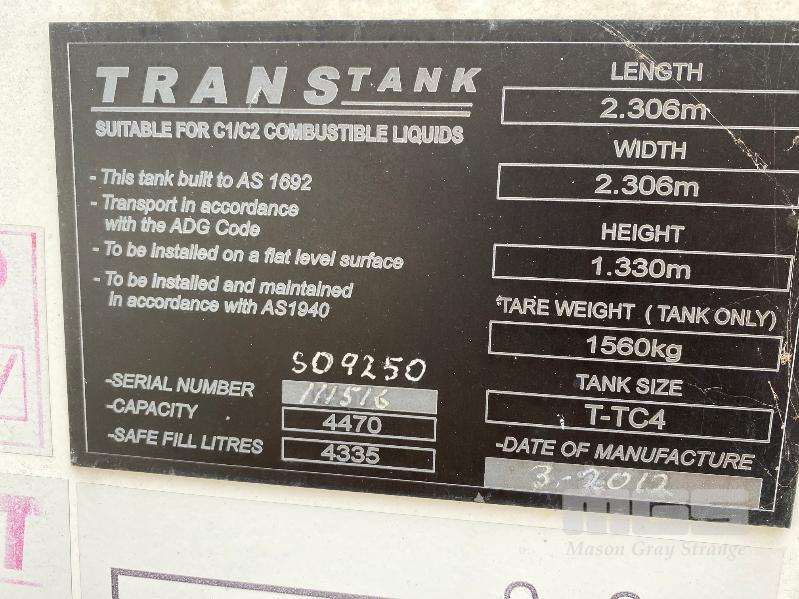 TRANSTANK
SUITABLE FOR C1/C2 COMBUSTIBLE LIQUIDS
- This tank built to AS 1692
- Transport in accordance
with the ADG Code
- To be installed on a flat level surface
- To be installed and maintained
in accordance with AS1940
SO9250
-SERIAL NUMBER 111516
-CAPACITY 4470
-SAFE FILL LITRES 4335
LENGTH
2.306m
WIDTH
2.306m
HEIGHT
1.330m
*TARE WEIGHT ( TANK ONLY)
1560kg
TANK SIZE
T-TC4
-DATE OF MANUFACTURE
3-2012
MGS
Mason Gray Strange